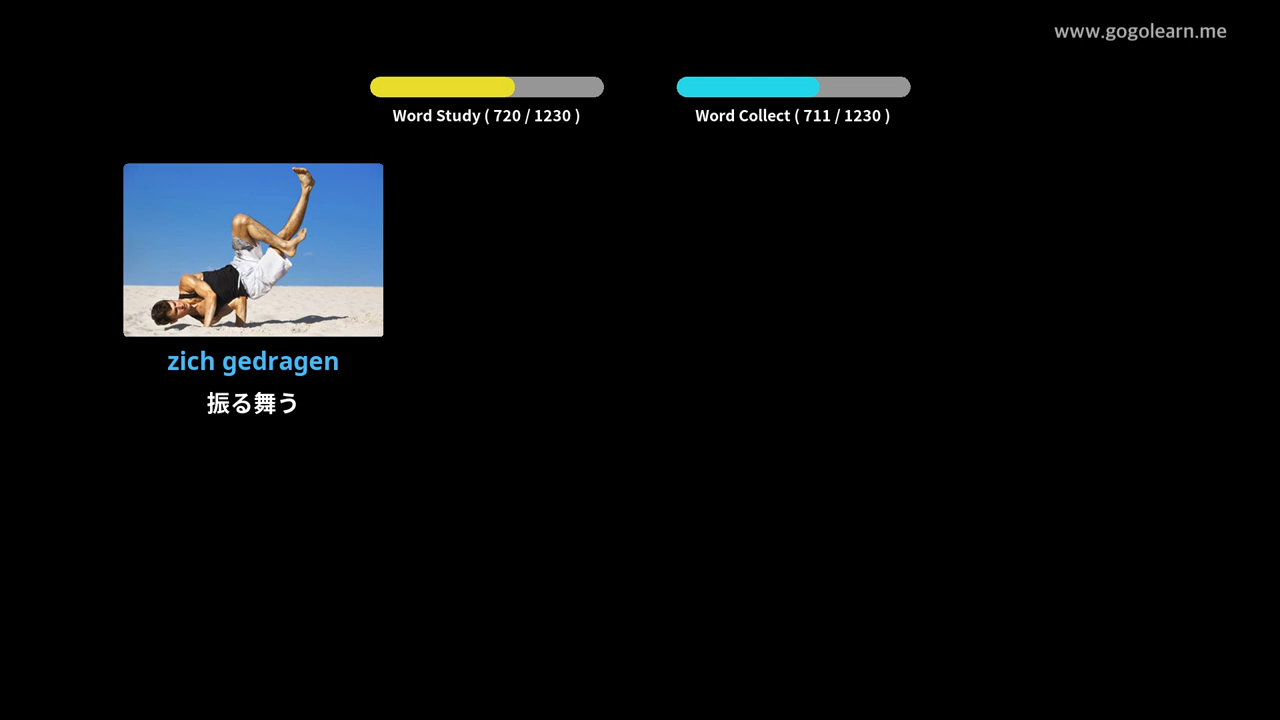 www.gogolearn.me
Word Study ( 720 / 1230 )
Word Collect ( 711 / 1230 )
zich gedragen
振る舞う